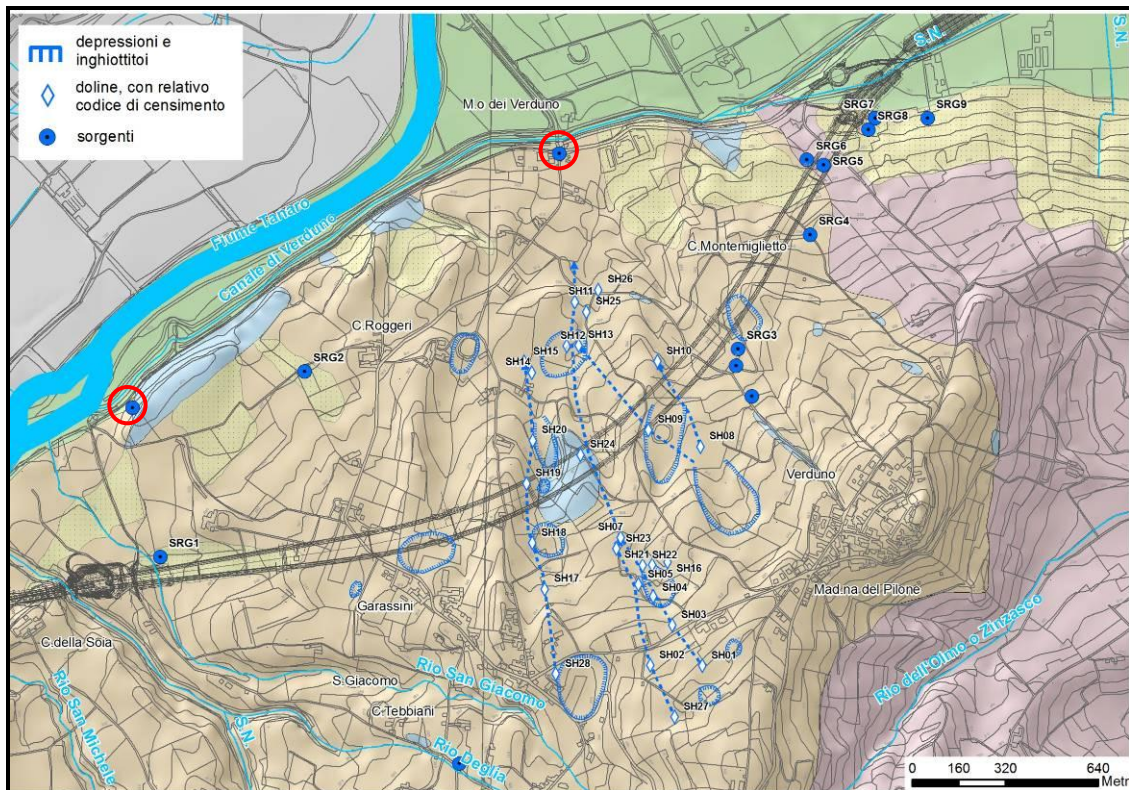 depressioni e
inghiottitoi
doline, con relativo
codice di censimento
sorgenti
S.N.
S.N.
M.o dei Verduno
SRG7
SRG8
SRG9
SRG6
SRG5
SRG4
C.Montemiglietto
Fiume Tanaro
Canale di Verduno
SH26
SH11
SH25
C.Roggeri
SH12
SH13
SRG3
SH14
SH15
SH10
SRG2
SH20
SH09
SH08
SH24
SH19
Verduno
SH18
SH07
SH23
SRG1
SH21
SH22
SH16
SH17
SH05
SH04
Mad.na del Pilone
Garassini
SH03
C.della Soia
SH02
SH01
SH28
S.Giacomo
Rio San Giacomo
Rio dell'Olmo o Zinzasco
C.Tebbiani
SH27
Rio San Michele
S.N.
Rio Deglia
0 160 320 640
Metri